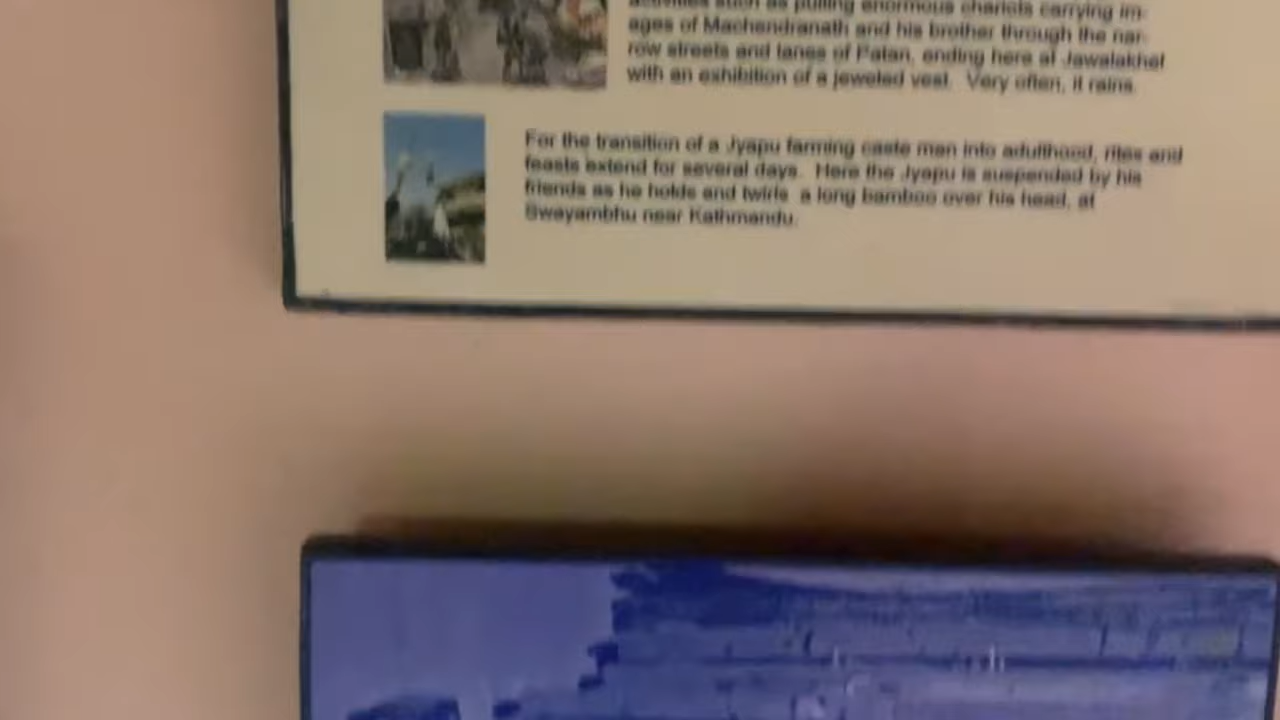 activities such as pulling enormous chariots carrying im-
ages of Machendranath and his brother through the nar-
row streets and lanes of Patan, ending here at Jawalakhel
with an exhibition of a jeweled vest. Very often, it rains.
For the transition of a Jyapu farming caste man into adulthood, rites and
feasts extend for several days. Here the Jyapu is suspended by his
friends as he holds and twirls a long bamboo over his head, at
Swayambhu near Kathmandu.